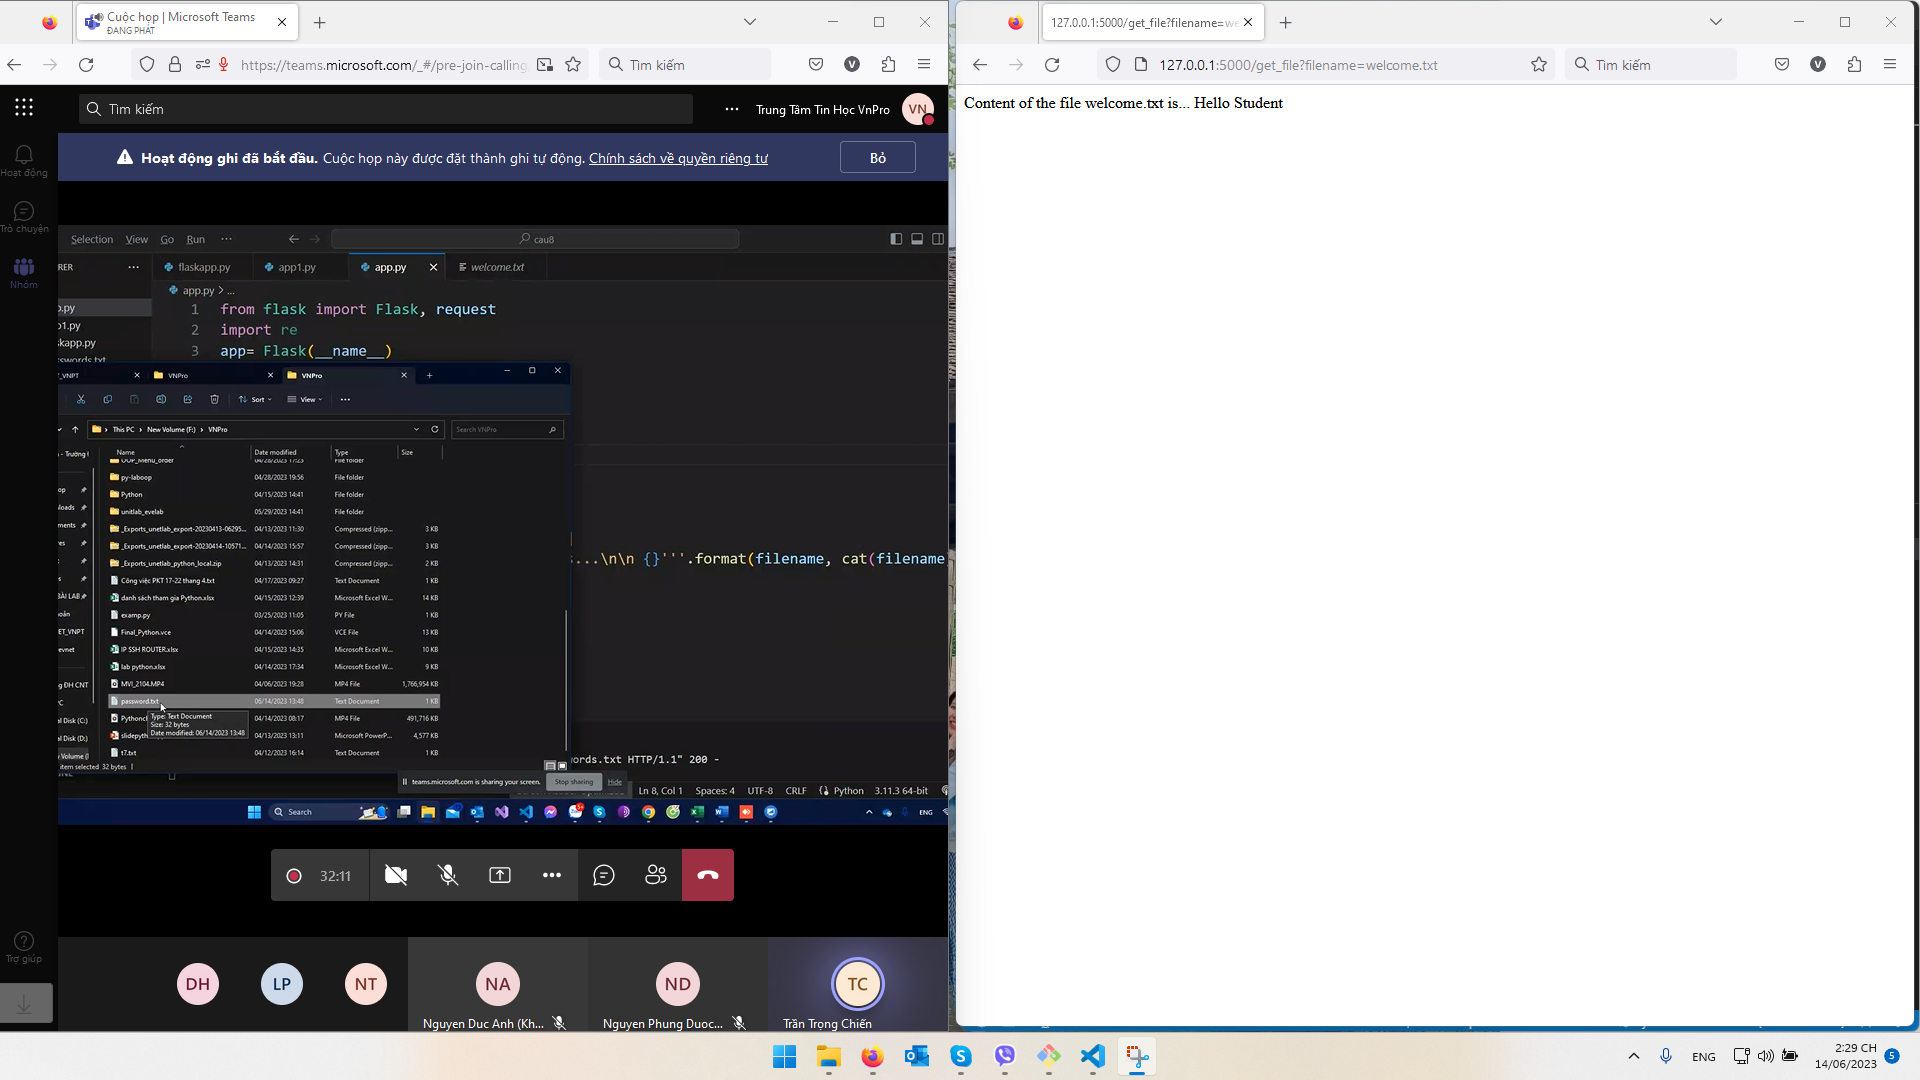 Cuộc họp | Microsoft Teams
ĐANG PHÁT
https://teams.microsoft.com/_#/pre-join-calling
Tìm kiếm
Tìm kiếm
Trung Tâm Tin Học VnPro
VN
Hoạt động ghi đã bắt đầu. Cuộc họp này được đặt thành ghi tự động. Chính sách về quyền riêng tư
Bỏ
Hoạt động
Trò chuyện
Nhóm
Trợ giúp
Selection View Go Run ...
cau8
RER ...
flaskapp.py
app1.py
app.py
welcome.txt
app.py > ...
1 from flask import Flask, request
2 import re
3 app= Flask(__name__)
p.py
o1.py
skapp.py
sswords.txt
_VNPT
VNPro
VNPro
Sort
View
This PC > New Volume (F:) > VNPro
Search VNPro
Name Date modified Type Size
OOP_Menu_order 04/28/2023 17:23 File folder
py-laboop 04/28/2023 19:56 File folder
Python 04/15/2023 14:41 File folder
unitlab_evelab 05/29/2023 14:41 File folder
_Exports_unetlab_export-20230413-06295... 04/13/2023 11:30 Compressed (zipp... 3 KB
_Exports_unetlab_export-20230414-10571... 04/14/2023 15:57 Compressed (zipp... 3 KB
_Exports_unetlab_python_local.zip 04/13/2023 14:31 Compressed (zipp... 2 KB
Công việc PKT 17-22 thang 4.txt 04/17/2023 09:27 Text Document 1 KB
danh sách tham gia Python.xlsx 04/15/2023 12:39 Microsoft Excel W... 14 KB
examp.py 03/25/2023 11:05 PY File 1 KB
Final_Python.vce 04/14/2023 15:06 VCE File 13 KB
IP SSH ROUTER.xlsx 04/15/2023 14:35 Microsoft Excel W... 10 KB
lab python.xlsx 04/14/2023 17:34 Microsoft Excel W... 9 KB
MVI_2104.MP4 04/06/2023 19:28 MP4 File 1,766,954 KB
password.txt 06/14/2023 13:48 Text Document 1 KB
Pythonc 04/14/2023 08:17 MP4 File 491,716 KB
slidepyth 04/13/2023 13:11 Microsoft PowerP... 4,577 KB
t7.txt 04/12/2023 16:14 Text Document 1 KB
Type: Text Document
Size: 32 bytes
Date modified: 06/14/2023 13:48
item selected 32 bytes
...\n\n {}'''.format(filename, cat(filename
ords.txt HTTP/1.1" 200 -
teams.microsoft.com is sharing your screen. Stop sharing Hide
Ln 8, Col 1 Spaces: 4 UTF-8 CRLF Python 3.11.3 64-bit
Search
ENG
32:11
DH
LP
NT
NA
ND
TC
Nguyen Duc Anh (Kh...
Nguyen Phung Duoc...
Trần Trọng Chiến
127.0.0.1:5000/get_file?filename=we
127.0.0.1:5000/get_file?filename=welcome.txt
Tìm kiếm
Content of the file welcome.txt is... Hello Student
ENG
2:29 CH
14/06/2023
5